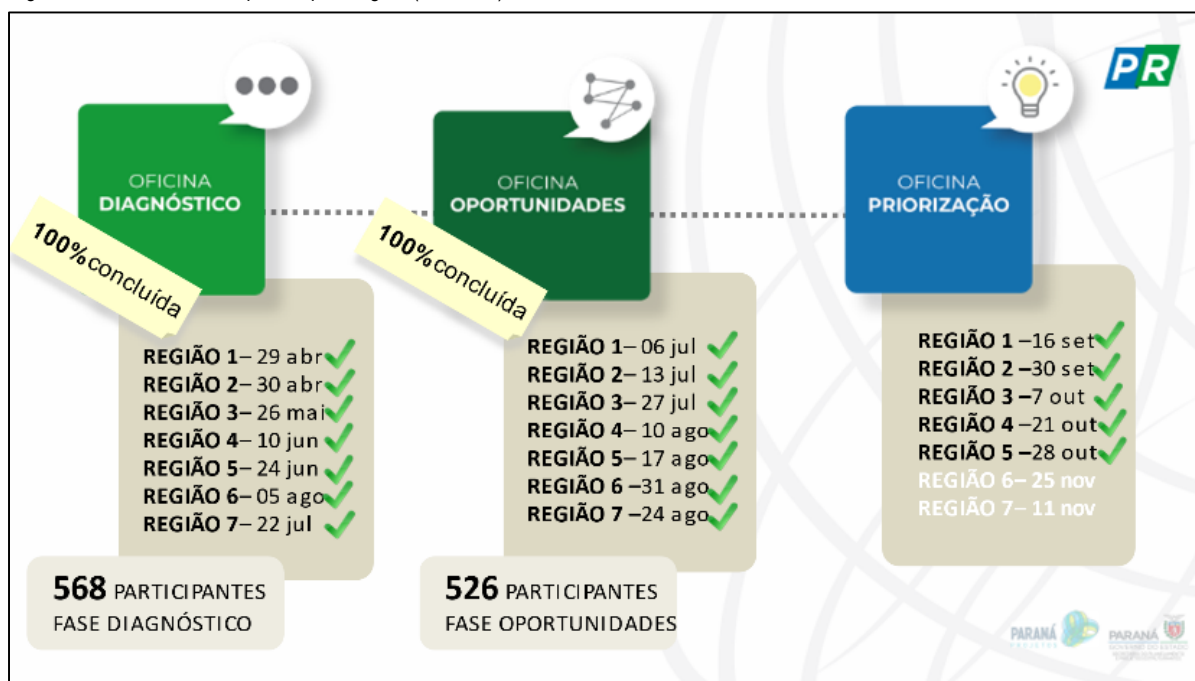 PR
OFICINA
DIAGNÓSTICO
100%concluída
REGIÃO 1– 29 abr
REGIÃO 2– 30 abr
REGIÃO 3– 26 mai
REGIÃO 4– 10 jun
REGIÃO 5– 24 jun
REGIÃO 6– 05 ago
REGIÃO 7– 22 jul
568 PARTICIPANTES
FASE DIAGNÓSTICO
OFICINA
OPORTUNIDADES
100%concluída
REGIÃO 1– 06 jul
REGIÃO 2– 13 jul
REGIÃO 3– 27 jul
REGIÃO 4– 10 ago
REGIÃO 5– 17 ago
REGIÃO 6 –31 ago
REGIÃO 7 –24 ago
526 PARTICIPANTES
FASE OPORTUNIDADES
OFICINA
PRIORIZAÇÃO
REGIÃO 1 –16 set
REGIÃO 2 –30 set
REGIÃO 3 –7 out
REGIÃO 4 –21 out
REGIÃO 5 –28 out
REGIÃO 6– 25 nov
REGIÃO 7– 11 nov
PARANÁ
PROJETOS
PARANÁ
GOVERNO DO ESTADO